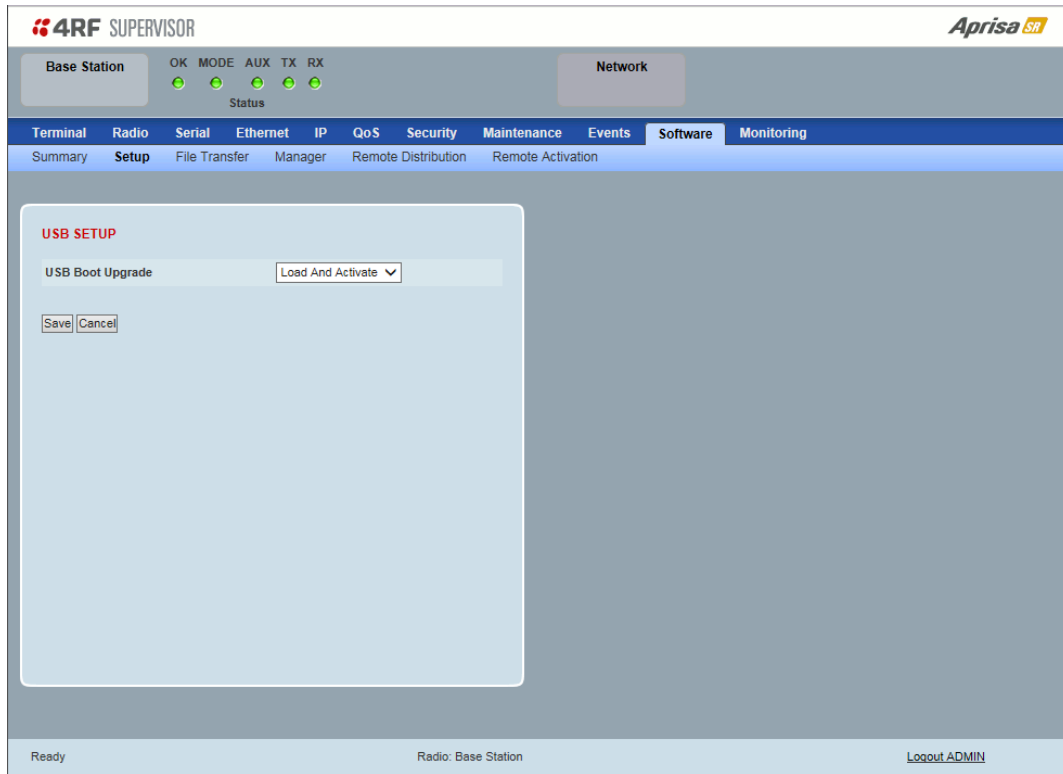 4RF SUPERVISOR
Aprisa SR
Base Station
OK MODE AUX TX RX
Status
Network
Terminal Radio Serial Ethernet IP QoS Security Maintenance Events Software Monitoring
Summary Setup File Transfer Manager Remote Distribution Remote Activation
USB SETUP
USB Boot Upgrade Load And Activate
Save Cancel
Ready Radio: Base Station Logout ADMIN